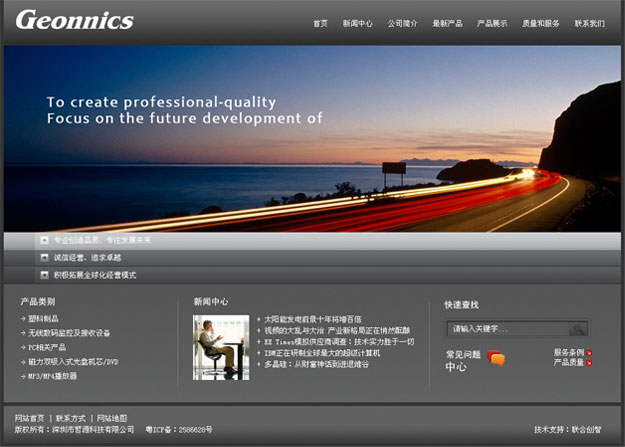 Geonnics
首页 新闻中心 公司简介 最新产品 产品展示 质量和服务 联系我们
To create professional-quality
Focus on the future development of
专业创造品质、专注发展未来
诚信经营、追求卓越
积极拓展全球化经营模式
产品类别
塑料制品
无线数码监控及接收设备
PC相关产品
磁力双吸入式光盘机芯/DVD
MP3/MP4播放器
新闻中心
太阳能发电前景十年将增百倍
视频的大乱与大治 产业新格局正在悄然酝酿
EE Times模拟供应商调查:技术实力胜于一切
IBM正在研制全球最大的超级计算机
多晶硅:从财富神话到进退维谷
快速查找
请输入关键字...
常见问题
中心
服务条例
产品质量
网站首页 | 联系方式 | 网站地图
版权所有:深圳市哲源科技有限公司 粤ICP备:2586628号
技术支持:联合创智